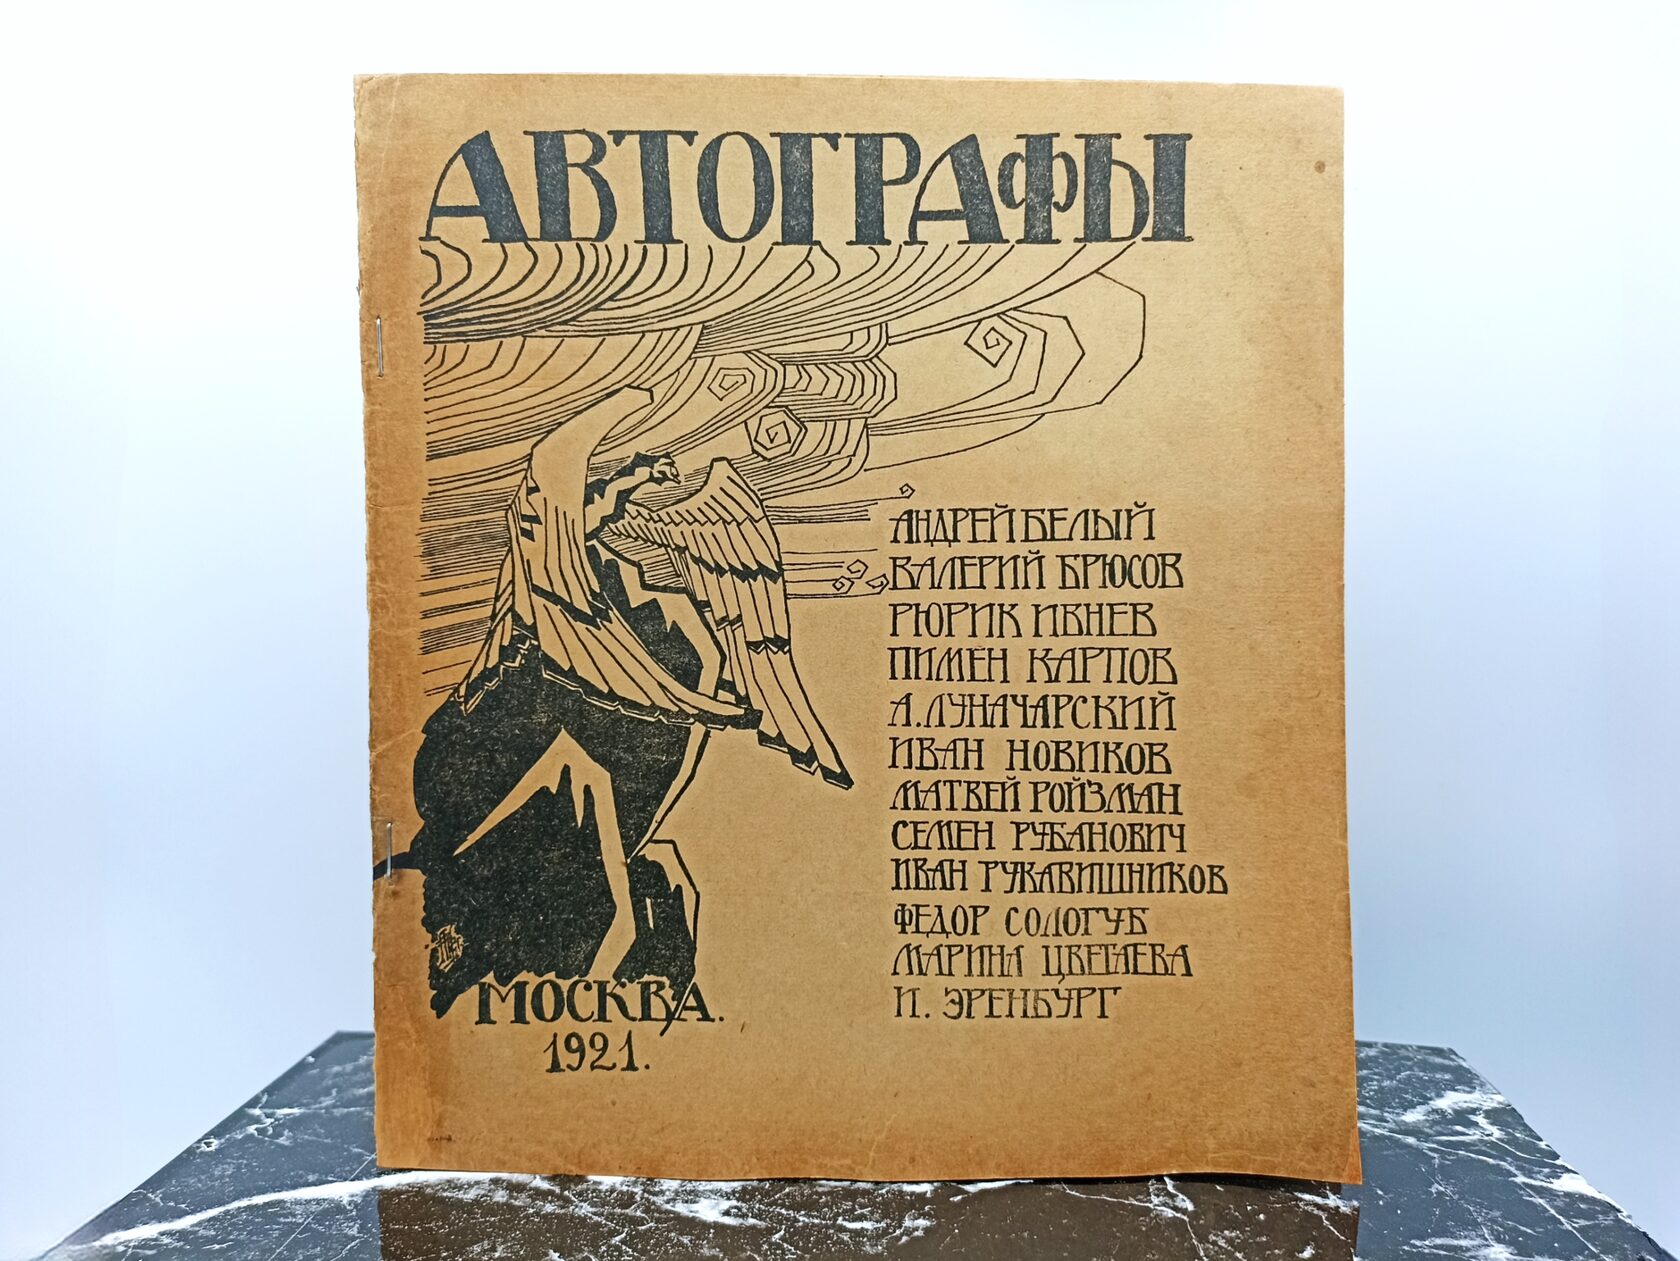 АВТОГРАФЫ
АНДРЕЙ БЕЛЫЙ
ВАЛЕРИЙ БРЮСОВ
РЮРИК ИВНЕВ
ПИМЕН КАРПОВ
А. ЛУНАЧАРСКИЙ
ИВАН НОВИКОВ
МАТВЕЙ РОЙЗМАН
СЕМЕН РУБАНОВИЧ
ИВАН РУКАВИШНИКОВ
ФЕДОР СОЛОГУБ
МАРИНА ЦВЕТАЕВА
И. ЭРЕНБУРГ
МОСКВА.
1921.